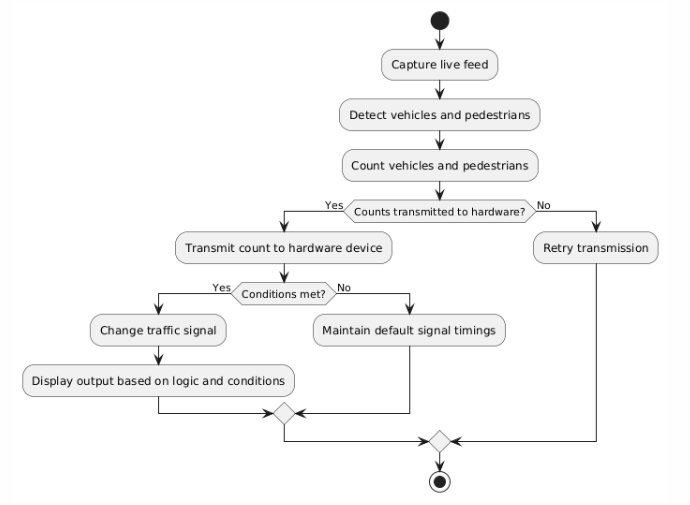 Capture live feed
Detect vehicles and pedestrians
Count vehicles and pedestrians
Yes
Counts transmitted to hardware?
No
Transmit count to hardware device
Retry transmission
Yes
Conditions met?
No
Change traffic signal
Maintain default signal timings
Display output based on logic and conditions